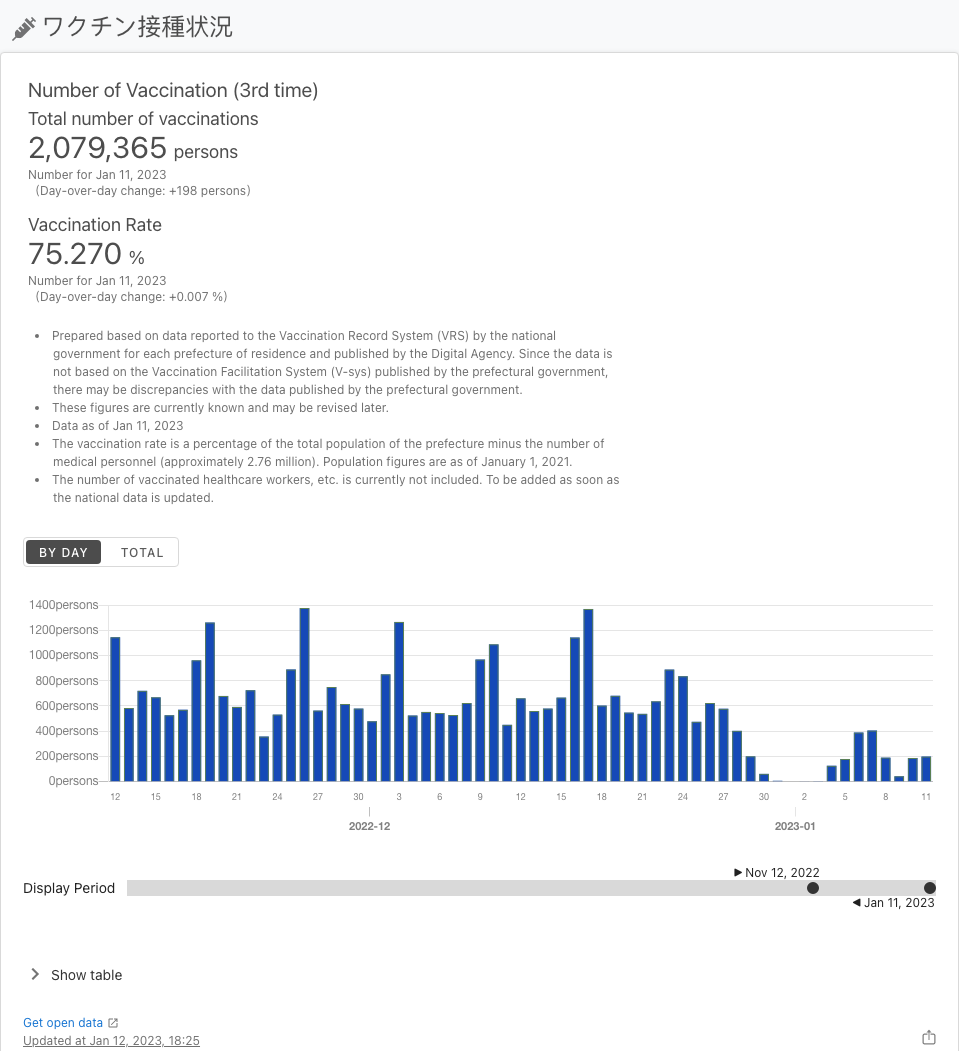 ワクチン接種状況
Number of Vaccination (3rd time)
Total number of vaccinations
2,079,365 persons
Number for Jan 11, 2023
(Day-over-day change: +198 persons)
Vaccination Rate
75.270 %
Number for Jan 11, 2023
(Day-over-day change: +0.007 %)
• Prepared based on data reported to the Vaccination Record System (VRS) by the national
government for each prefecture of residence and published by the Digital Agency. Since the data is
not based on the Vaccination Facilitation System (V-sys) published by the prefectural government,
there may be discrepancies with the data published by the prefectural government.
• These figures are currently known and may be revised later.
• Data as of Jan 11, 2023
• The vaccination rate is a percentage of the total population of the prefecture minus the number of
medical personnel (approximately 2.76 million). Population figures are as of January 1, 2021.
• The number of vaccinated healthcare workers, etc. is currently not included. To be added as soon as
the national data is updated.
BY DAY TOTAL
1400persons
1200persons
1000persons
800persons
600persons
400persons
200persons
0persons
12 15 18 21 24 27 30 3 6 9 12 15 18 21 24 27 30 2 5 8 11
2022-12 2023-01
Nov 12, 2022
Display Period
Jan 11, 2023
Show table
Get open data
Updated at Jan 12, 2023, 18:25